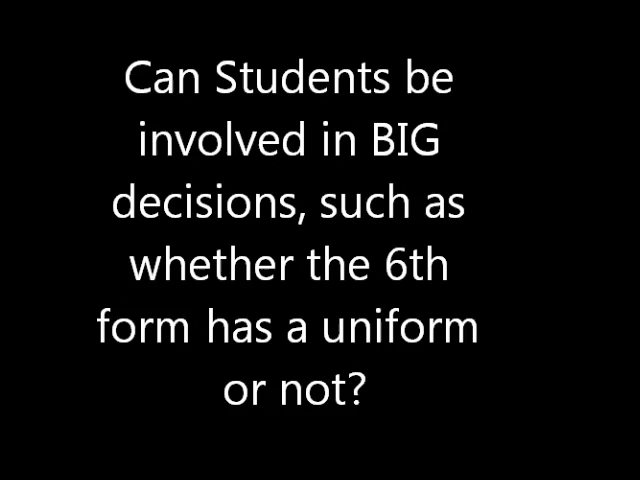 Can Students be
involved in BIG
decisions, such as
whether the 6th
form has a uniform
or not?